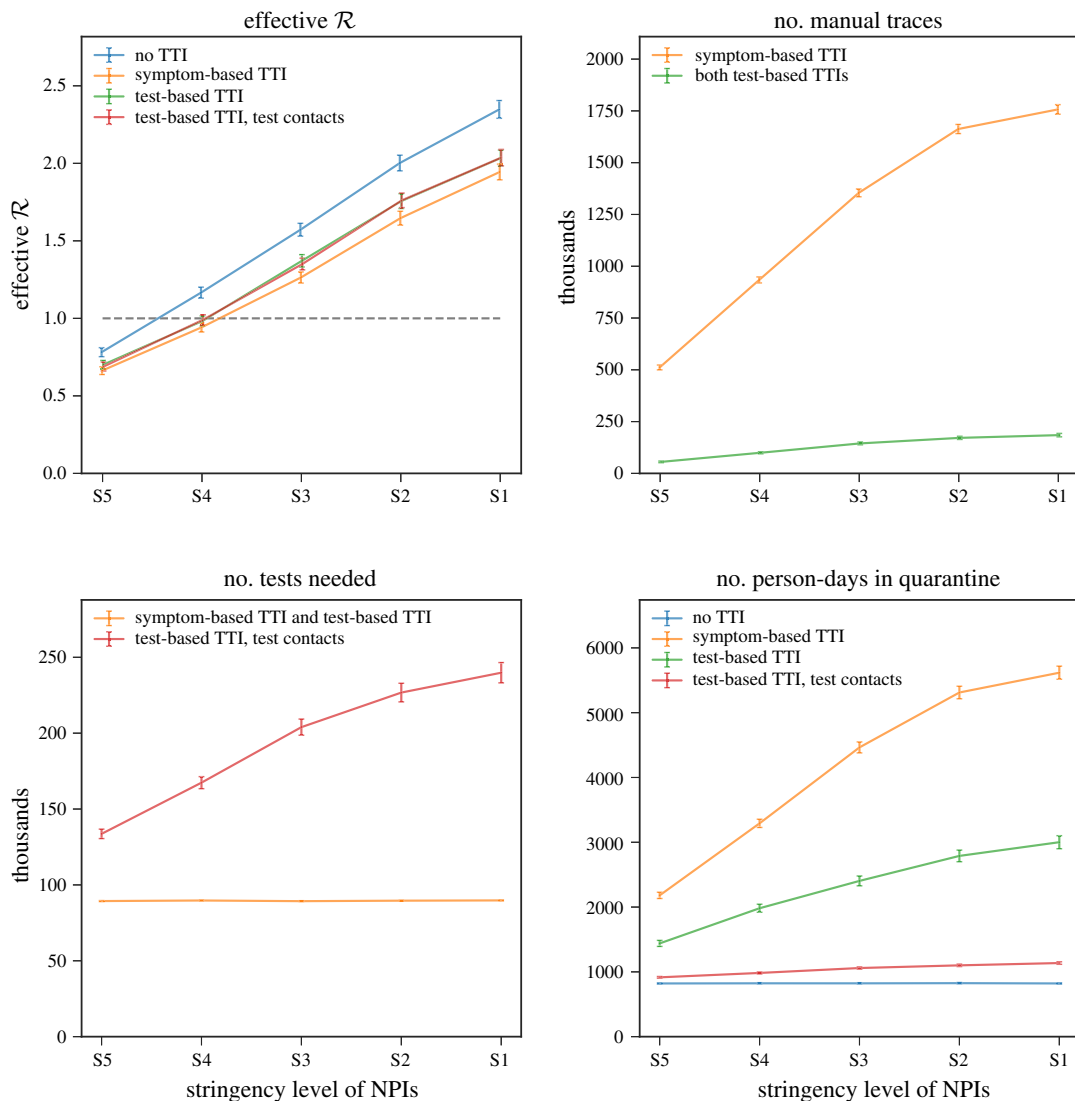 effective ℛ
no TTI
symptom-based TTI
test-based TTI
test-based TTI, test contacts
effective ℛ
2.5
2.0
1.5
1.0
0.5
0.0
S5 S4 S3 S2 S1
no. manual traces
symptom-based TTI
both test-based TTIs
thousands
2000
1750
1500
1250
1000
750
500
250
0
S5 S4 S3 S2 S1
no. tests needed
symptom-based TTI and test-based TTI
test-based TTI, test contacts
thousands
250
200
150
100
50
0
S5 S4 S3 S2 S1
stringency level of NPIs
no. person-days in quarantine
no TTI
symptom-based TTI
test-based TTI
test-based TTI, test contacts
6000
5000
4000
3000
2000
1000
0
S5 S4 S3 S2 S1
stringency level of NPIs